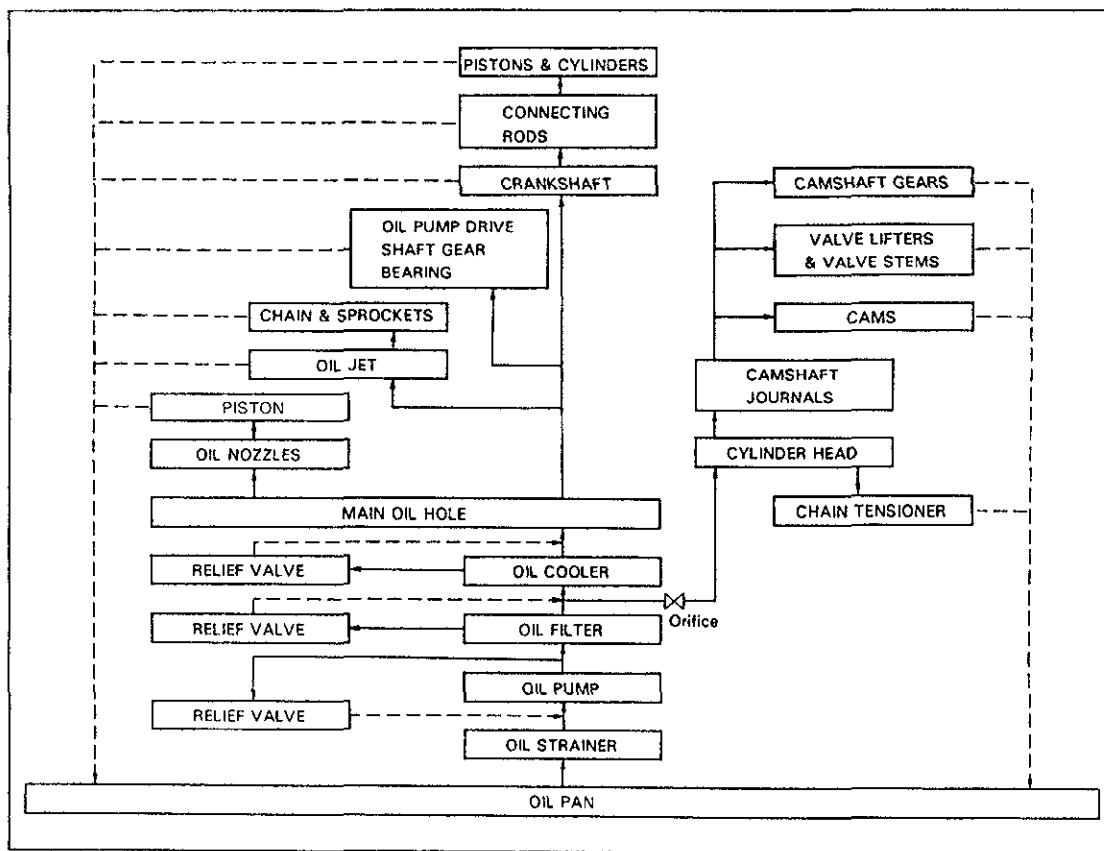 PISTONS & CYLINDERS
CONNECTING
RODS
CRANKSHAFT
CAMSHAFT GEARS
OIL PUMP DRIVE
SHAFT GEAR
BEARING
VALVE LIFTERS
& VALVE STEMS
CHAIN & SPROCKETS
CAMS
OIL JET
CAMSHAFT
JOURNALS
PISTON
OIL NOZZLES
CYLINDER HEAD
MAIN OIL HOLE
CHAIN TENSIONER
RELIEF VALVE
OIL COOLER
Orifice
RELIEF VALVE
OIL FILTER
OIL PUMP
RELIEF VALVE
OIL STRAINER
OIL PAN